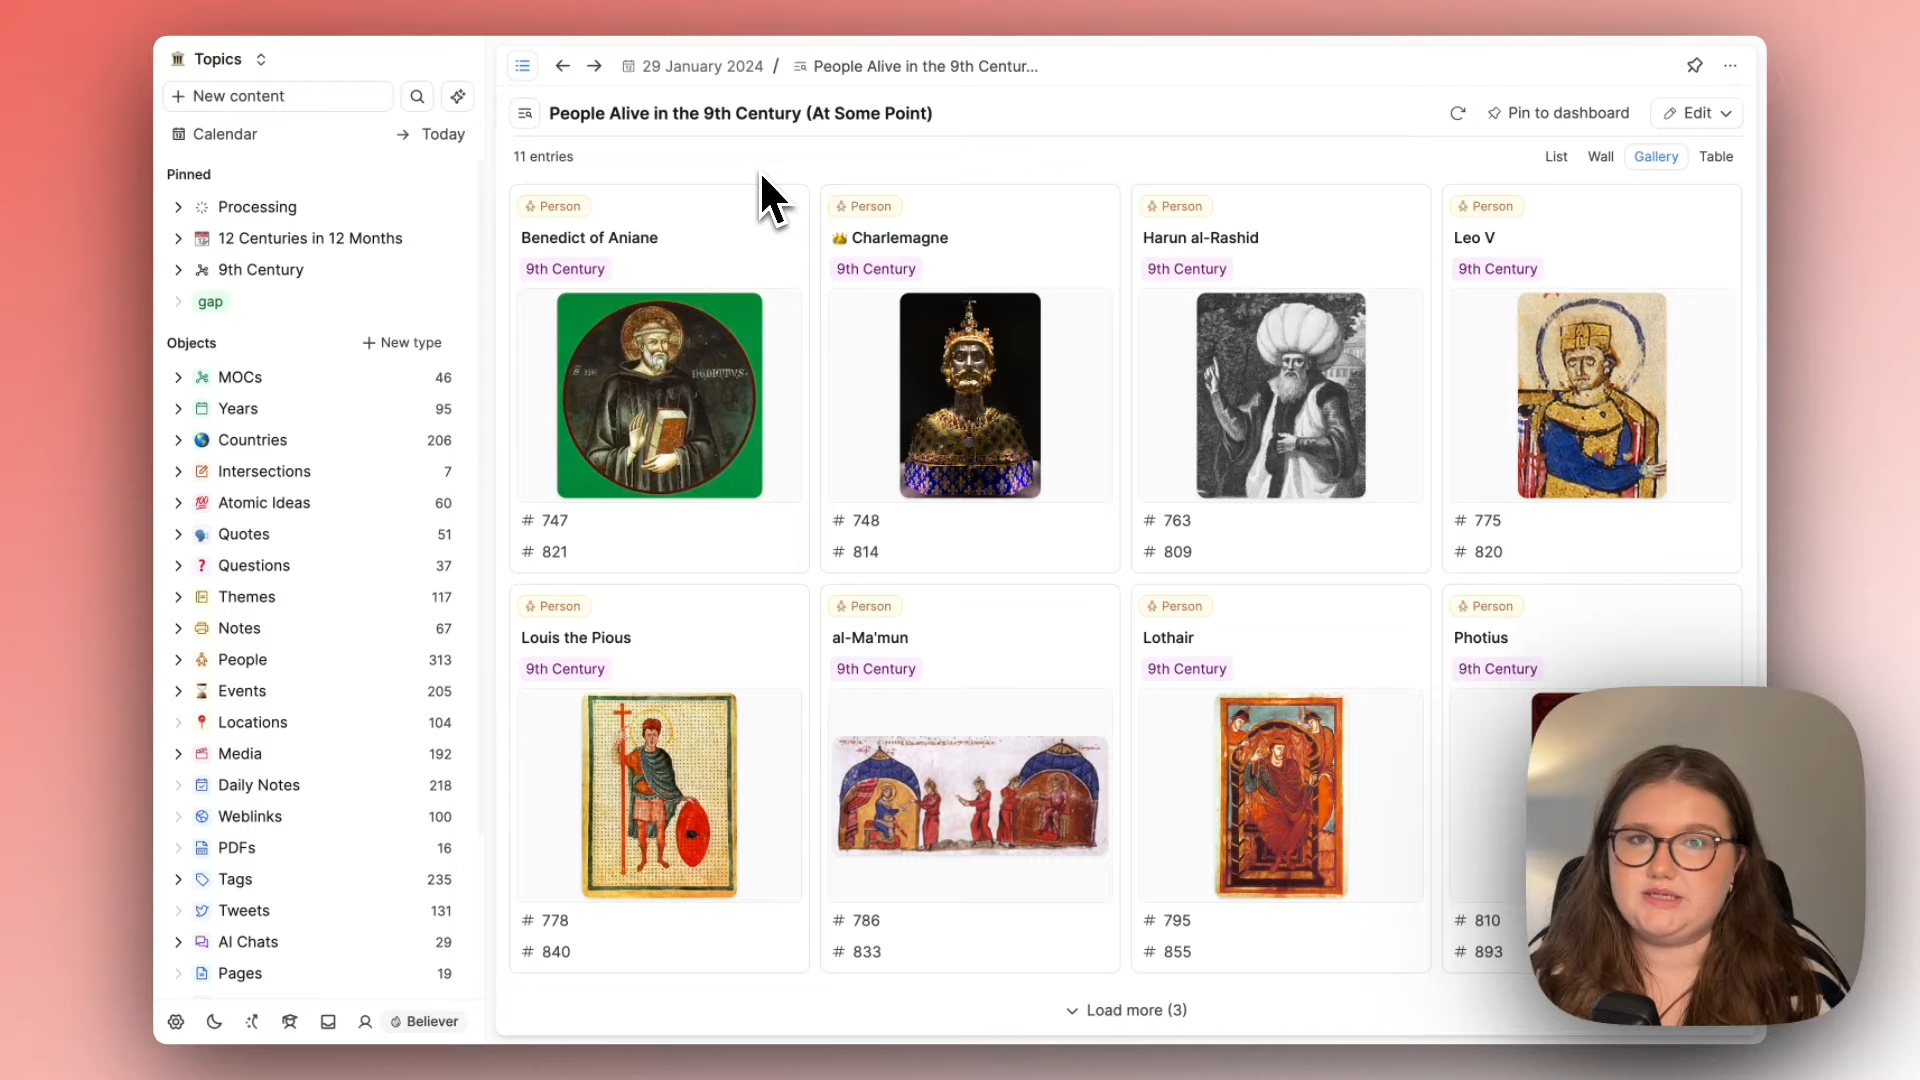 Topics
New content
Calendar
Today
Pinned
Processing
12 Centuries in 12 Months
9th Century
gap
Objects
New type
MOCs 46
Years 95
Countries 206
Intersections 7
Atomic Ideas 60
Quotes 51
Questions 37
Themes 117
Notes 67
People 313
Events 205
Locations 104
Media 192
Daily Notes 218
Weblinks 100
PDFs 16
Tags 235
Tweets 131
AI Chats 29
Pages 19
Believer
29 January 2024 / People Alive in the 9th Centur...
People Alive in the 9th Century (At Some Point)
Pin to dashboard
Edit
11 entries
List Wall Gallery Table
Person
Benedict of Aniane
9th Century
# 747
# 821
Person
Charlemagne
9th Century
# 748
# 814
Person
Harun al-Rashid
9th Century
# 763
# 809
Person
Leo V
9th Century
# 775
# 820
Person
Louis the Pious
9th Century
# 778
# 840
Person
al-Ma'mun
9th Century
# 786
# 833
Person
Lothair
9th Century
# 795
# 855
Person
Photius
9th Century
# 810
# 893
Load more (3)